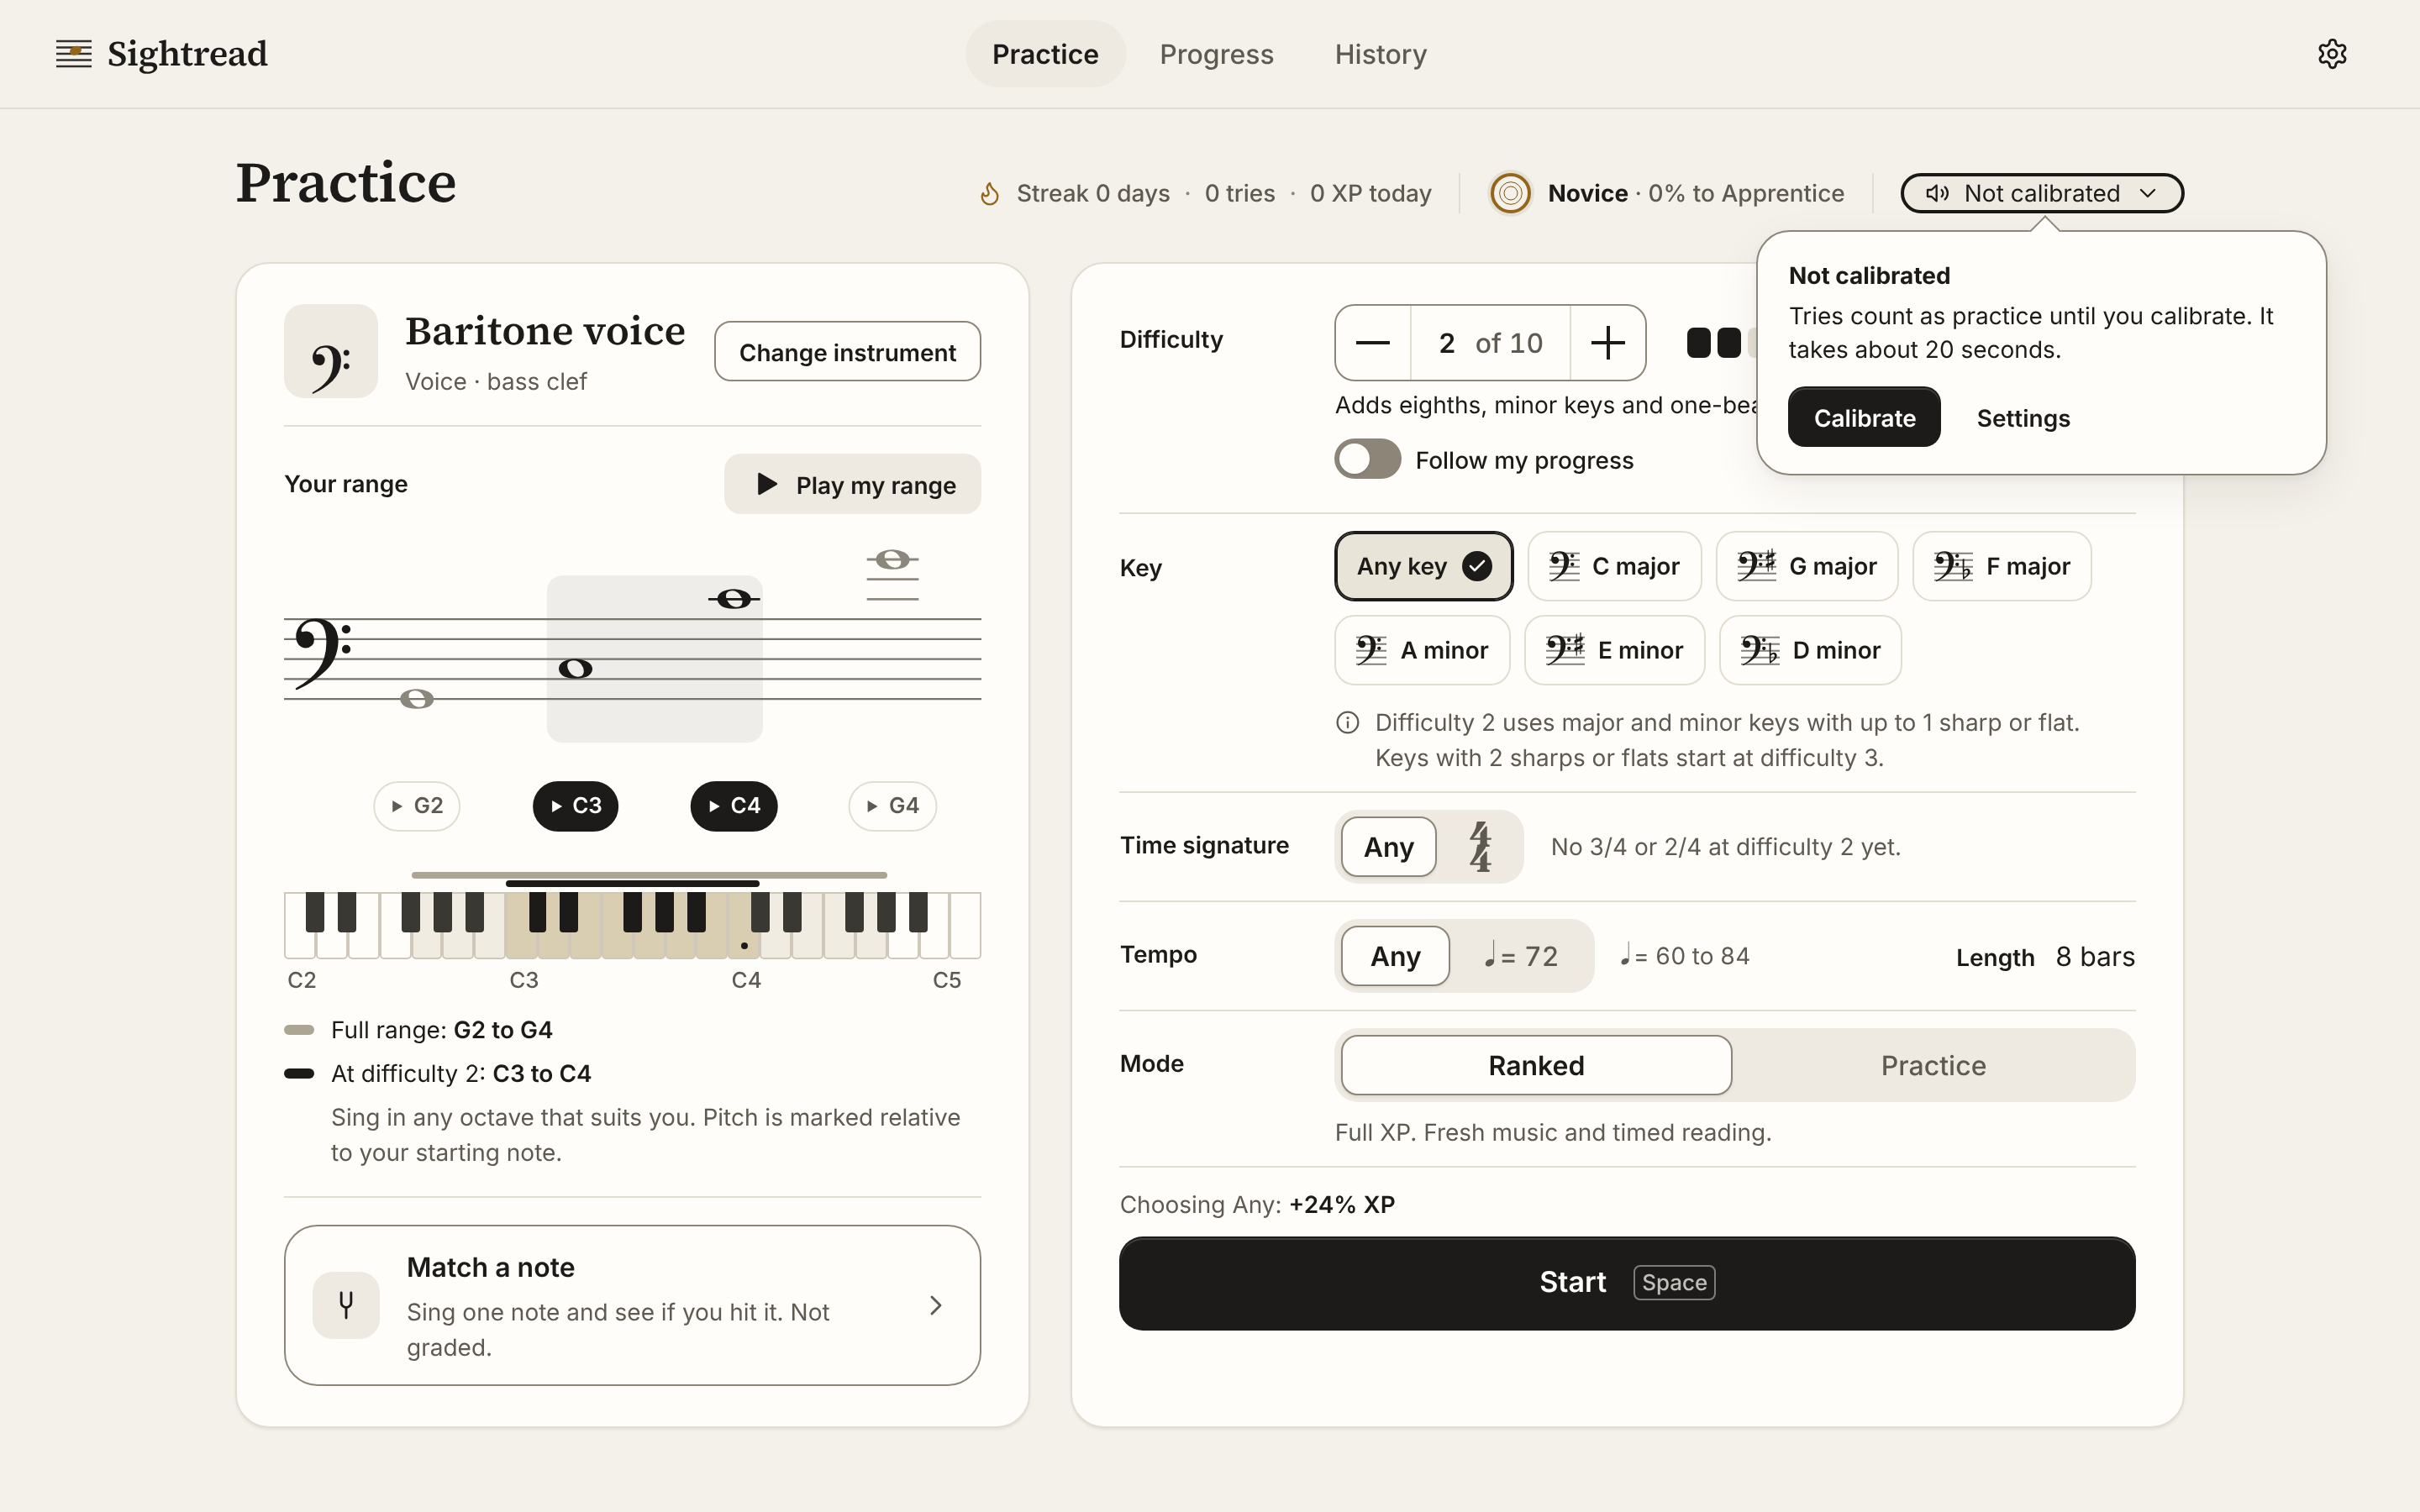 Sightread
Practice
Progress
History
Practice
Streak 0 days · 0 tries · 0 XP today
Novice · 0% to Apprentice
Not calibrated
Not calibrated
Tries count as practice until you calibrate. It
takes about 20 seconds.
Calibrate
Settings
Baritone voice
Voice · bass clef
Change instrument
Your range
Play my range
G2
C3
C4
G4
C2
C3
C4
C5
Full range: G2 to G4
At difficulty 2: C3 to C4
Sing in any octave that suits you. Pitch is marked relative
to your starting note.
Match a note
Sing one note and see if you hit it. Not
graded.
Difficulty
2 of 10
Adds eighths, minor keys and
Follow my progress
Key
Any key
C major
G major
F major
A minor
E minor
D minor
Difficulty 2 uses major and minor keys with up to 1 sharp or flat.
Keys with 2 sharps or flats start at difficulty 3.
Time signature
Any
4
4
No 3/4 or 2/4 at difficulty 2 yet.
Tempo
Any
= 72
= 60 to 84
Length 8 bars
Mode
Ranked
Practice
Full XP. Fresh music and timed reading.
Choosing Any: +24% XP
Start
Space